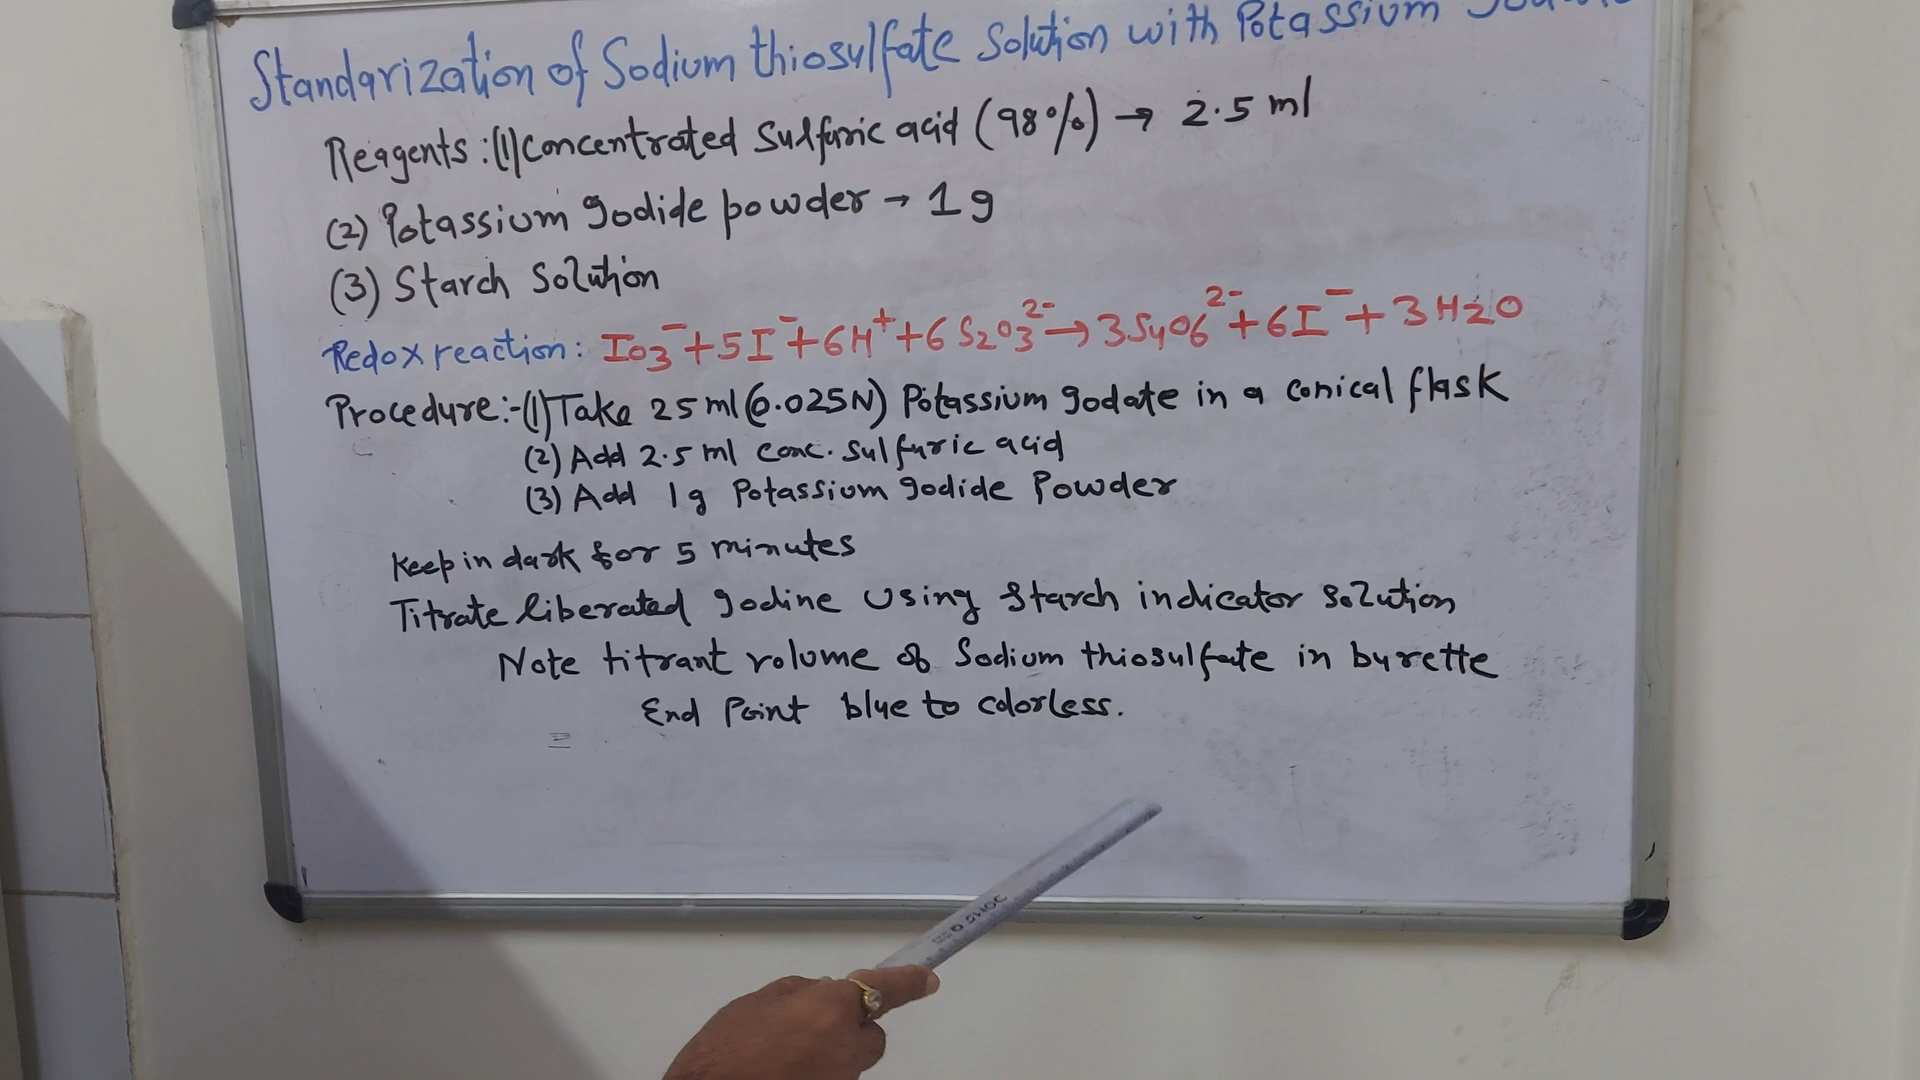 Standarization of Sodium thiosulfate Solution with Potassium
Reagents :(1) Concentrated Sulfuric acid (98%) → 2.5 ml
(2) Potassium Iodide powder → 1 g
(3) Starch Solution
Redox reaction: IO3⁻ + 5I⁻ + 6H⁺ + 6 S2O3²⁻ → 3S4O6²⁻ + 6I⁻ + 3H2O
Procedure:-(1) Take 25 ml (0.025N) Potassium Iodate in a conical flask
(2) Add 2.5 ml conc. sulfuric acid
(3) Add 1g Potassium Iodide Powder
Keep in dark for 5 minutes
Titrate liberated Iodine using Starch indicator solution
Note titrant volume of Sodium thiosulfate in burette
End Point blue to colorless.
DOMS